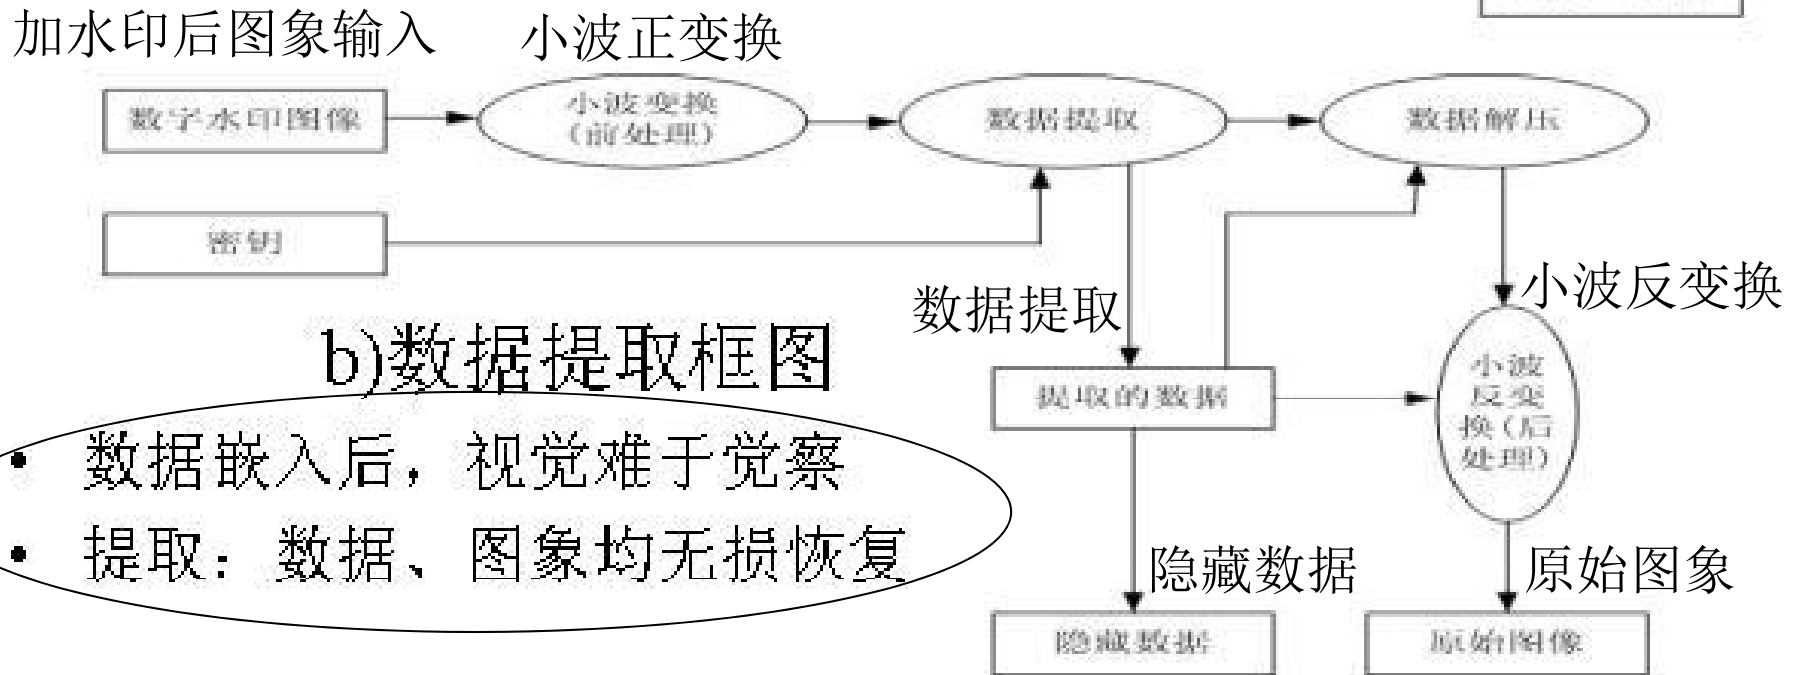 加水印后图象输入
小波正变换
数字水印图像
小波变换
(前处理)
数据提取
数据解压
密钥
数据提取
小波反变换
b)数据提取框图
提取的数据
小波
反变
换(后
处理)
• 数据嵌入后，视觉难于觉察
• 提取：数据、图象均无损恢复
隐藏数据
原始图象
隐藏数据
原始图像